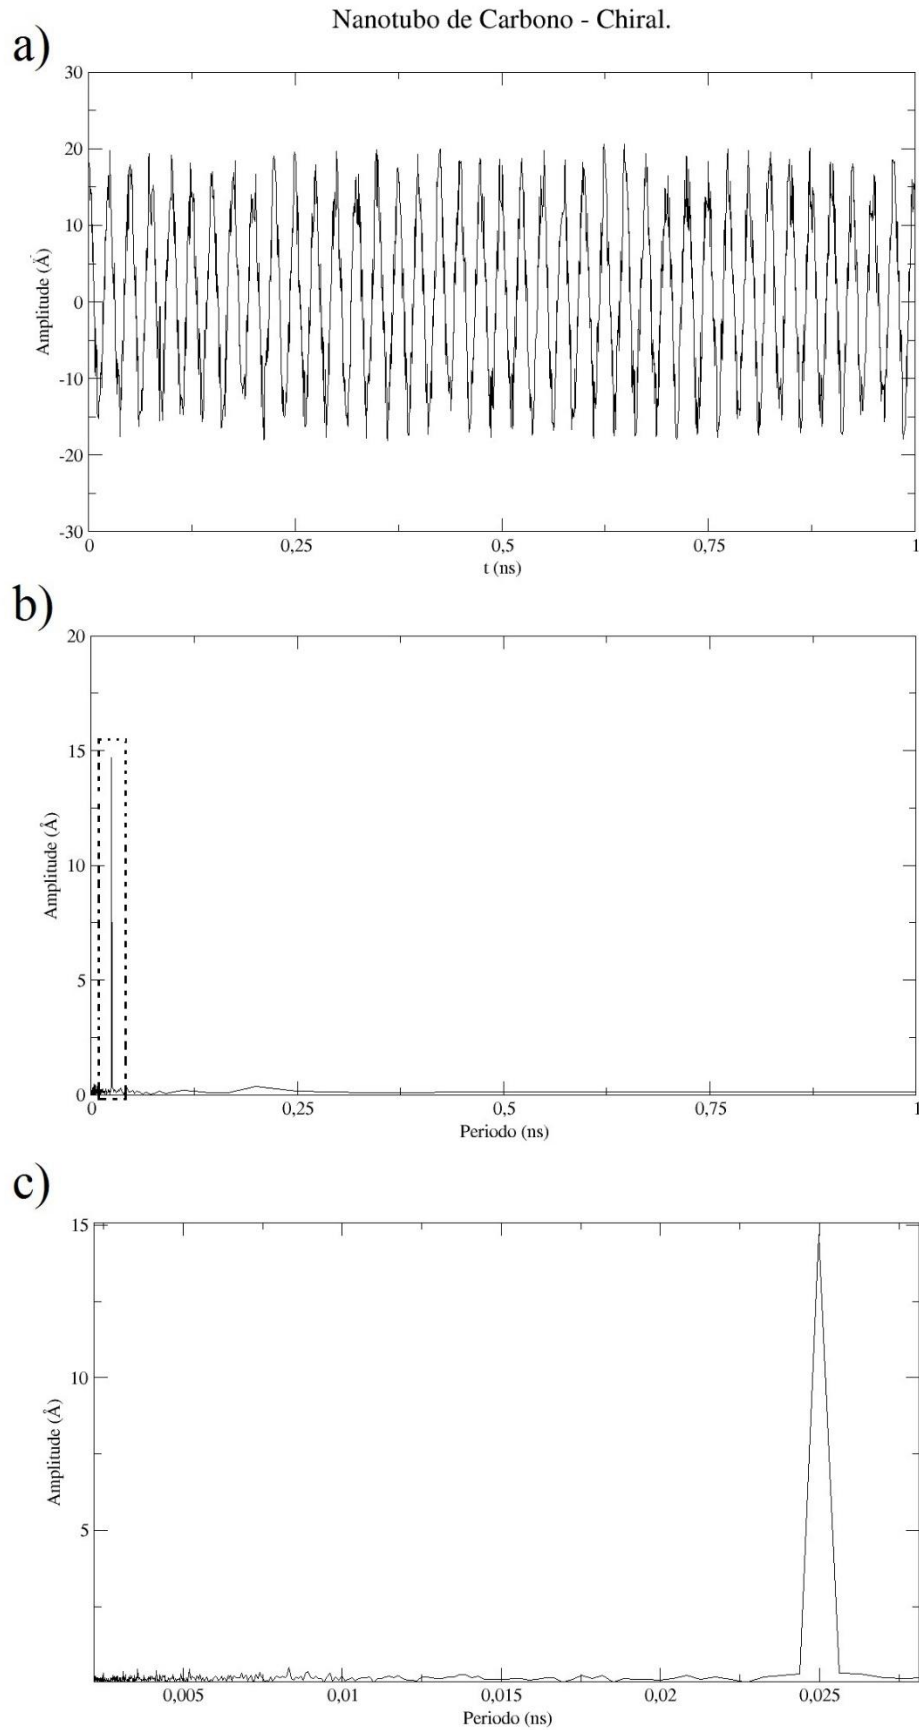 Nanotubo de Carbono - Chiral.
a)
30
20
10
0
-10
-20
-30
Amplitude (Å)
0 0,25 0,5 0,75 1
t (ns)
b)
20
15
10
5
0
Amplitude (Å)
0 0,25 0,5 0,75 1
Periodo (ns)
c)
15
10
5
Amplitude (Å)
0,005 0,01 0,015 0,02 0,025
Periodo (ns)